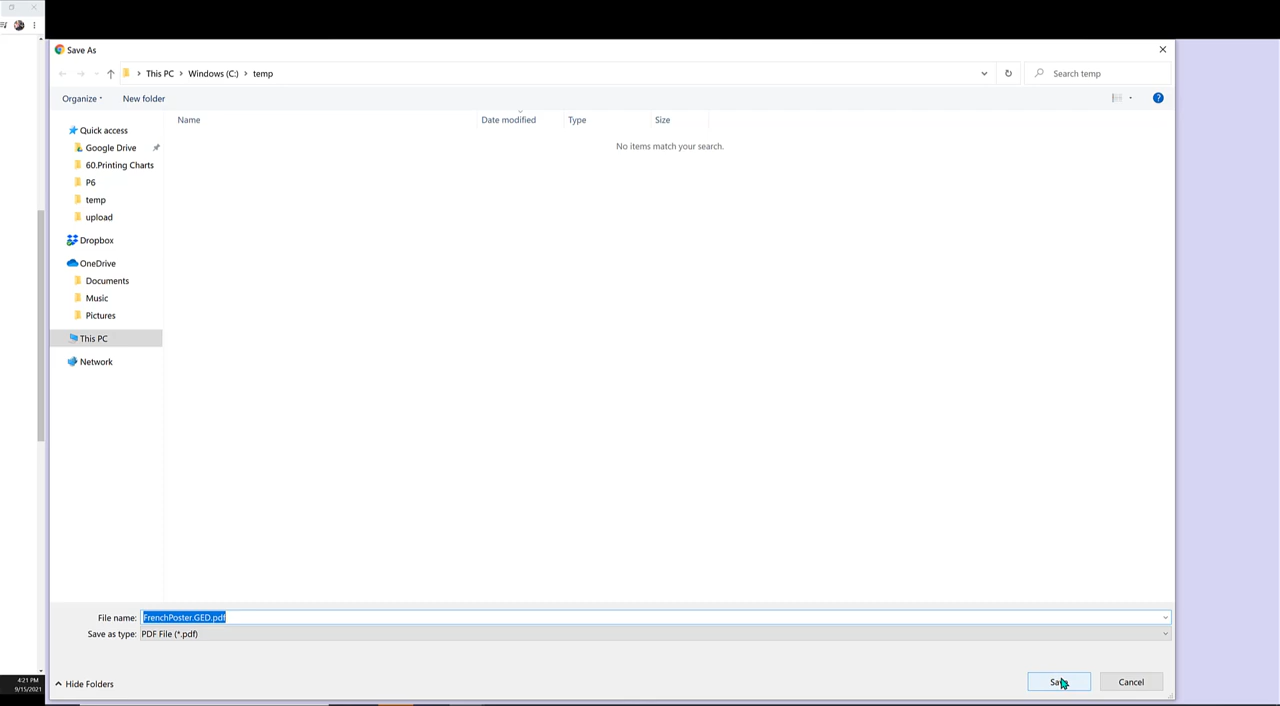 Save As
This PC
Windows (C:)
temp
Search temp
Organize
New folder
Name
Date modified
Type
Size
No items match your search.
Quick access
Google Drive
60.Printing Charts
P6
temp
upload
Dropbox
OneDrive
Documents
Music
Pictures
This PC
Network
File name: FrenchPoster.GED.pdf
Save as type: PDF File (*.pdf)
Hide Folders
Save
Cancel
4:21 PM
9/15/2021